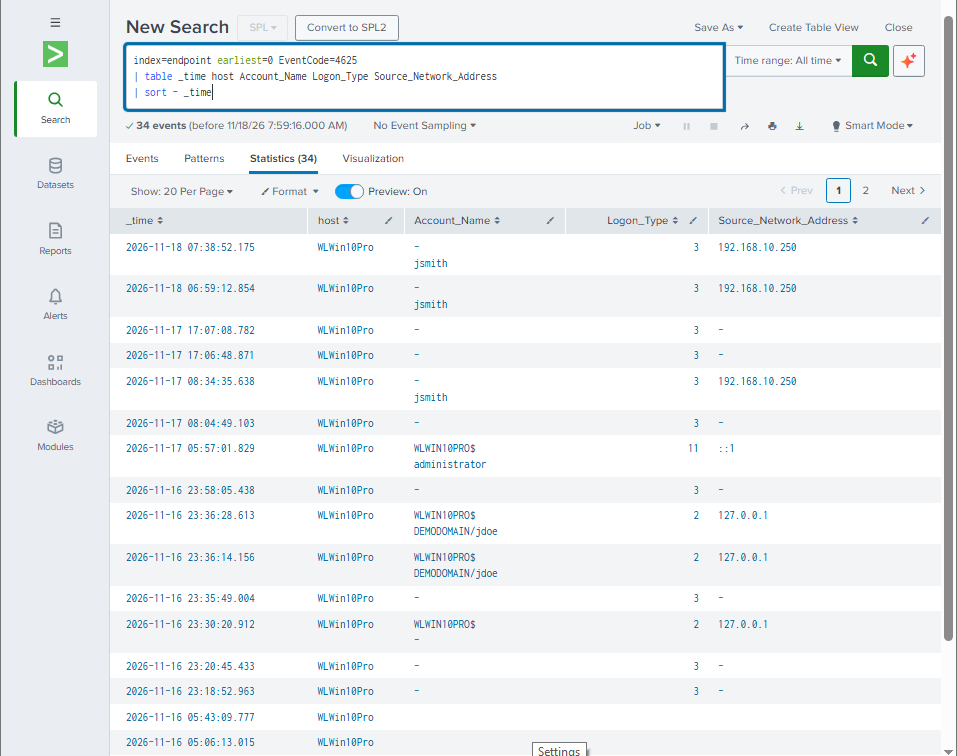 New Search
SPL
Convert to SPL2
Save As
Create Table View
Close
index=endpoint earliest=0 EventCode=4625
| table _time host Account_Name Logon_Type Source_Network_Address
| sort - _time
Time range: All time
34 events (before 11/18/26 7:59:16.000 AM)
No Event Sampling
Job
Smart Mode
Events
Patterns
Statistics (34)
Visualization
Show: 20 Per Page
Format
Preview: On
Prev
1
2
Next
_time host Account_Name Logon_Type Source_Network_Address
2026-11-18 07:38:52.175 WLWin10Pro - 3 192.168.10.250
jsmith
2026-11-18 06:59:12.854 WLWin10Pro - 3 192.168.10.250
jsmith
2026-11-17 17:07:08.782 WLWin10Pro - 3 -
2026-11-17 17:06:48.871 WLWin10Pro - 3 -
2026-11-17 08:34:35.638 WLWin10Pro - 3 192.168.10.250
jsmith
2026-11-17 08:04:49.103 WLWin10Pro - 3 -
2026-11-17 05:57:01.829 WLWin10Pro WLWIN10PRO$ 11 ::1
administrator
2026-11-16 23:58:05.438 WLWin10Pro - 3 -
2026-11-16 23:36:28.613 WLWin10Pro WLWIN10PRO$ 2 127.0.0.1
DEMODOMAIN/jdoe
2026-11-16 23:36:14.156 WLWin10Pro WLWIN10PRO$ 2 127.0.0.1
DEMODOMAIN/jdoe
2026-11-16 23:35:49.004 WLWin10Pro - 3 -
2026-11-16 23:30:20.912 WLWin10Pro WLWIN10PRO$ 2 127.0.0.1
-
2026-11-16 23:20:45.433 WLWin10Pro - 3 -
2026-11-16 23:18:52.963 WLWin10Pro - 3 -
2026-11-16 05:43:09.777 WLWin10Pro
2026-11-16 05:06:13.015 WLWin10Pro
Search
Datasets
Reports
Alerts
Dashboards
Modules
Settings